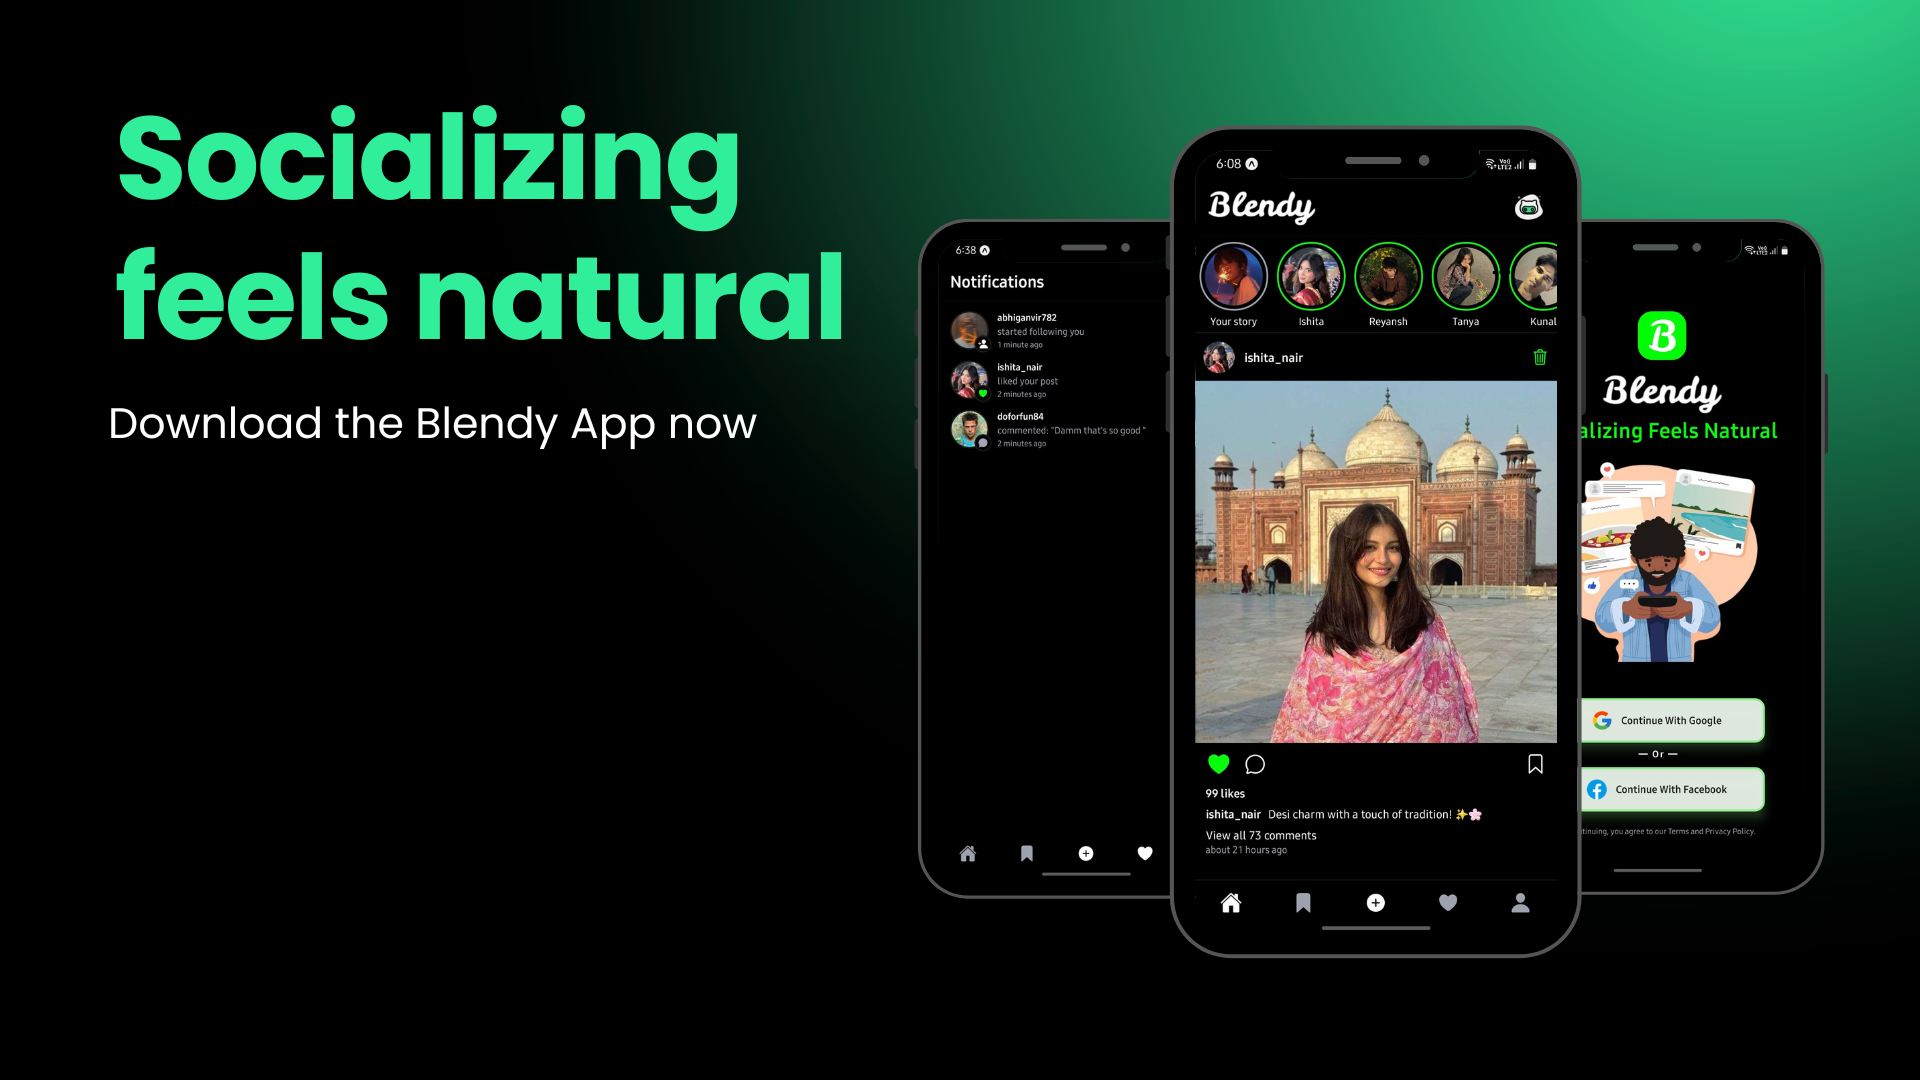 Socializing
feels natural
Download the Blendy App now
6:38
Notifications
abhiganvir782
started following you
1 minute ago
ishita_nair
liked your post
2 minutes ago
doforfun84
commented: "Damm that's so good "
2 minutes ago
6:08
Blendy
Your story
Ishita
Reyansh
Tanya
Kunal
ishita_nair
99 likes
ishita_nair Desi charm with a touch of tradition! ✨🌸
View all 73 comments
about 21 hours ago
B
Blendy
alizing Feels Natural
Continue With Google
— Or —
Continue With Facebook
tinuing, you agree to our Terms and Privacy Policy.